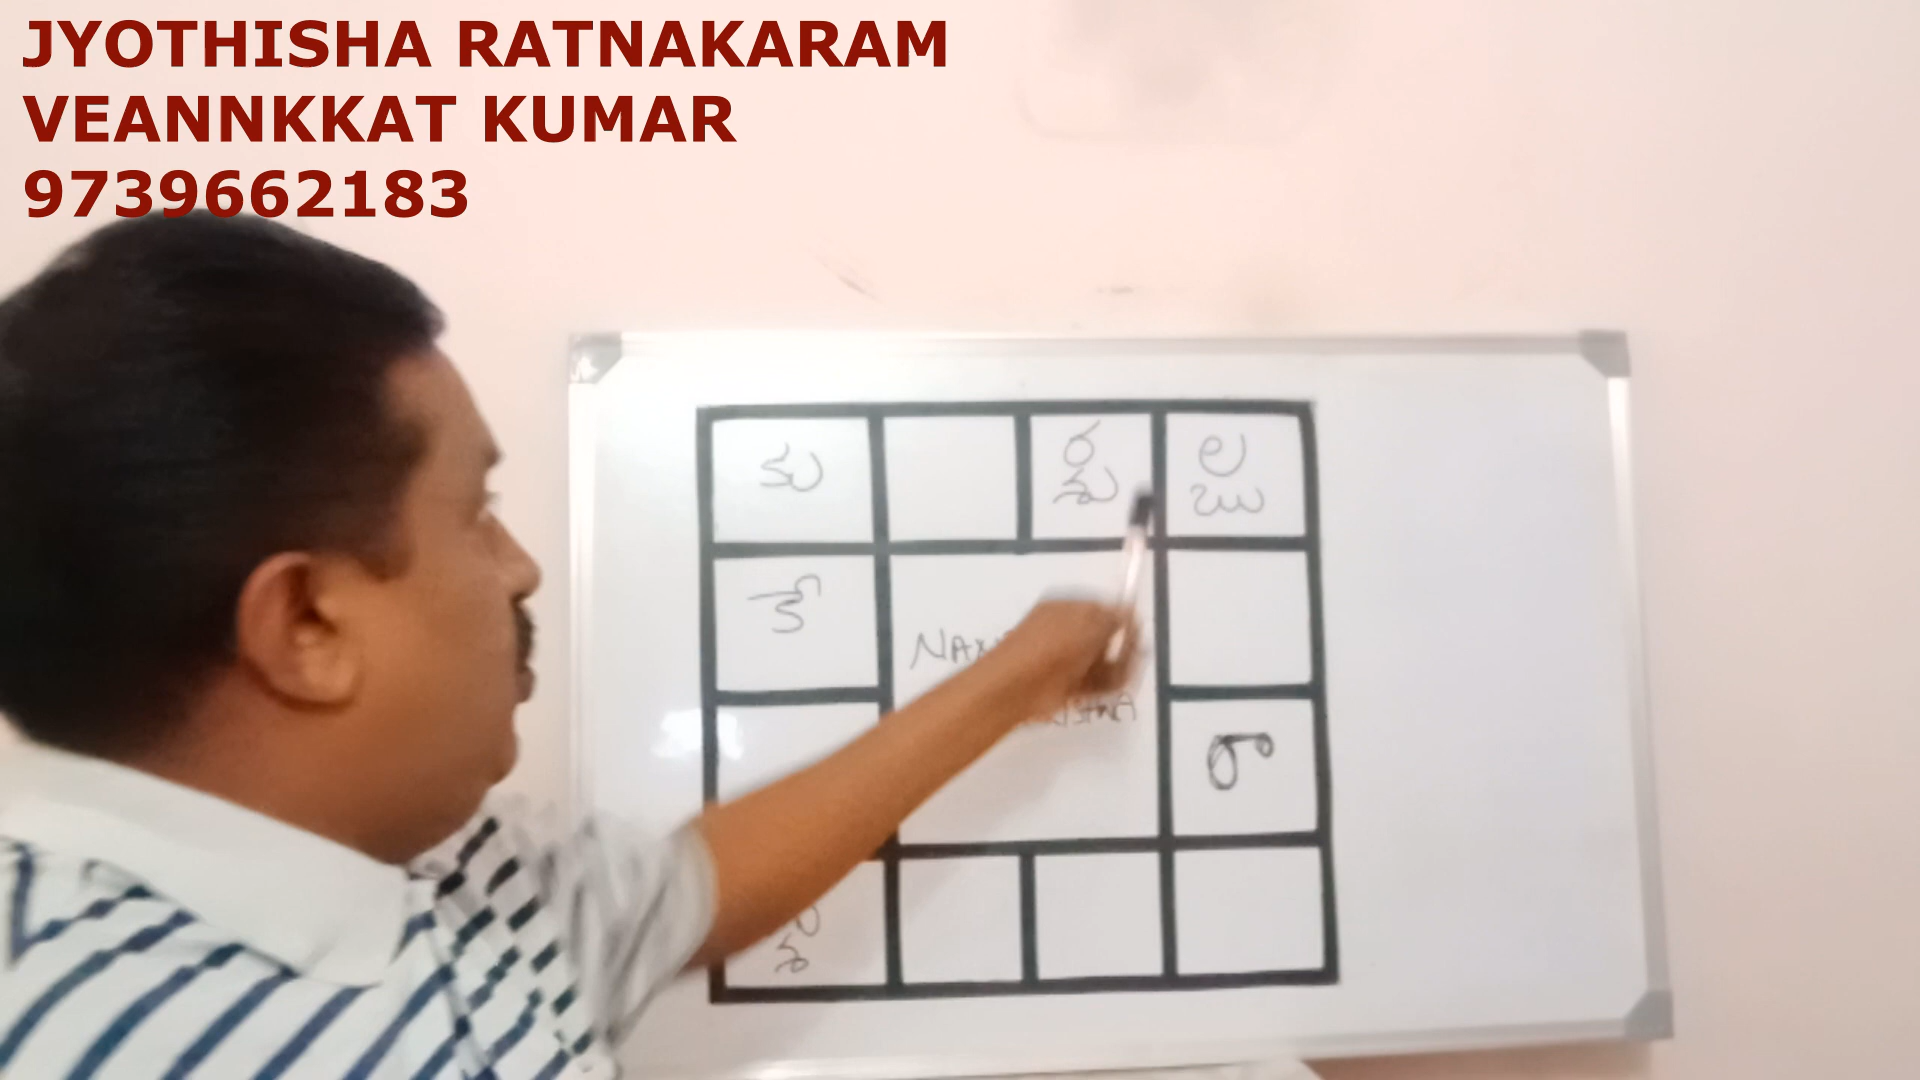 JYOTHISHA RATNAKARAM
VEANNKKAT KUMAR
9739662183
కు
ర
శు
ల
బు
కే
రా